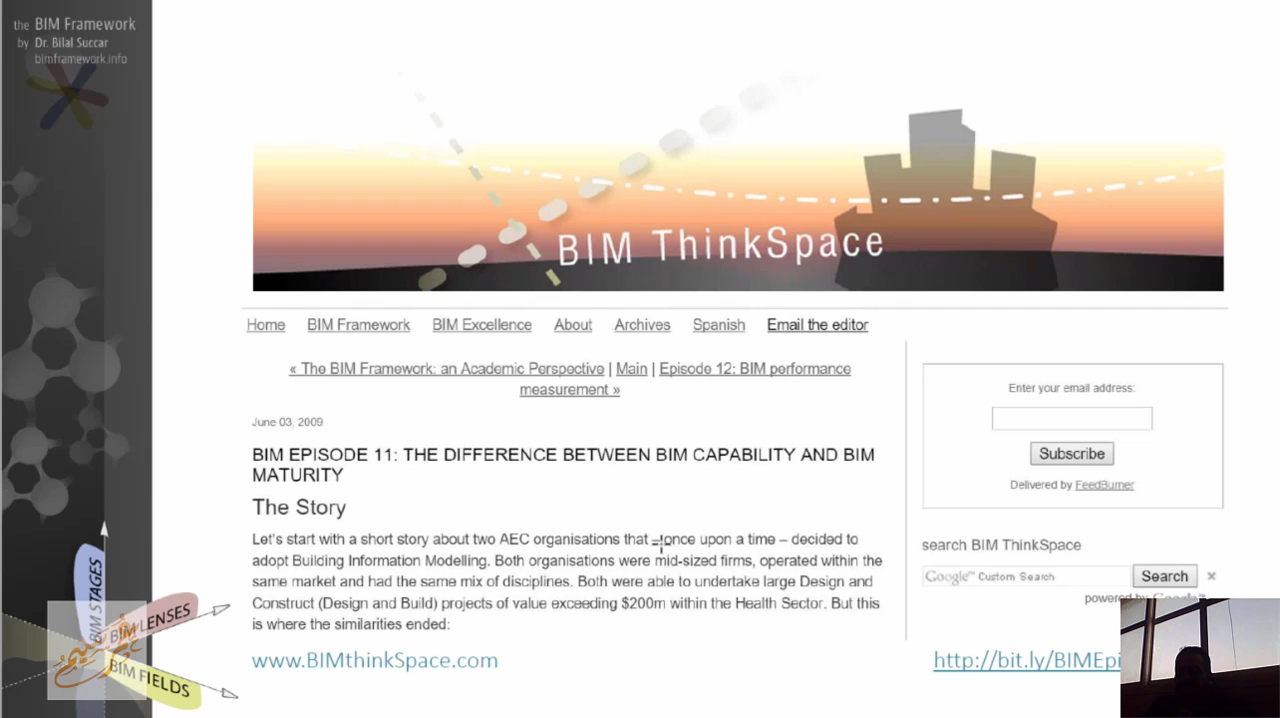 the BIM Framework
by Dr. Bilal Succar
bimframework.info
BIM ThinkSpace
Home BIM Framework BIM Excellence About Archives Spanish Email the editor
« The BIM Framework: an Academic Perspective | Main | Episode 12: BIM performance
measurement »
June 03, 2009
BIM EPISODE 11: THE DIFFERENCE BETWEEN BIM CAPABILITY AND BIM
MATURITY
The Story
Let's start with a short story about two AEC organisations that – once upon a time – decided to
adopt Building Information Modelling. Both organisations were mid-sized firms, operated within the
same market and had the same mix of disciplines. Both were able to undertake large Design and
Construct (Design and Build) projects of value exceeding $200m within the Health Sector. But this
is where the similarities ended:
Enter your email address:
Subscribe
Delivered by FeedBurner
search BIM ThinkSpace
Google™ Custom Search Search ×
powered by
BIM STAGES
BIM LENSES
BIM FIELDS
www.BIMthinkSpace.com
http://bit.ly/BIMEpi